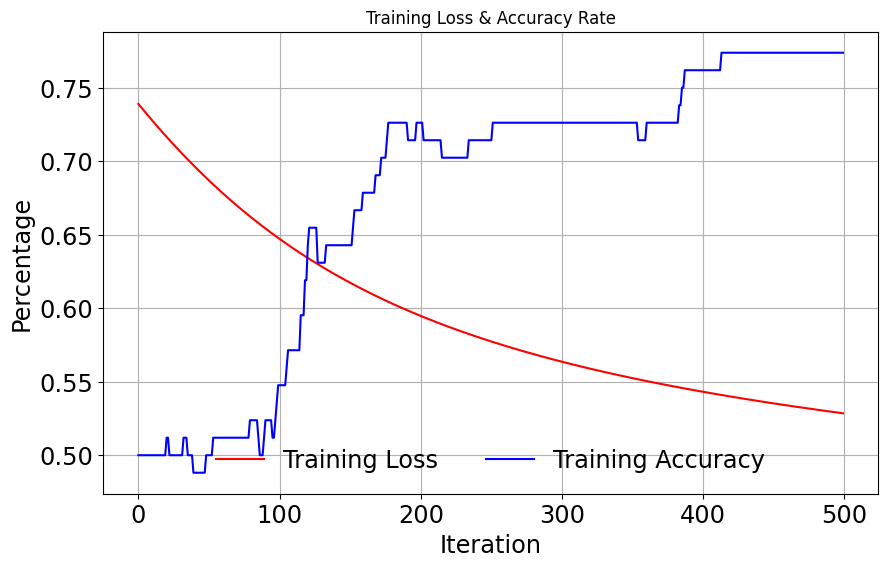 Training Loss & Accuracy Rate
Percentage
0.75
0.70
0.65
0.60
0.55
0.50
Training Loss
Training Accuracy
0 100 200 300 400 500
Iteration